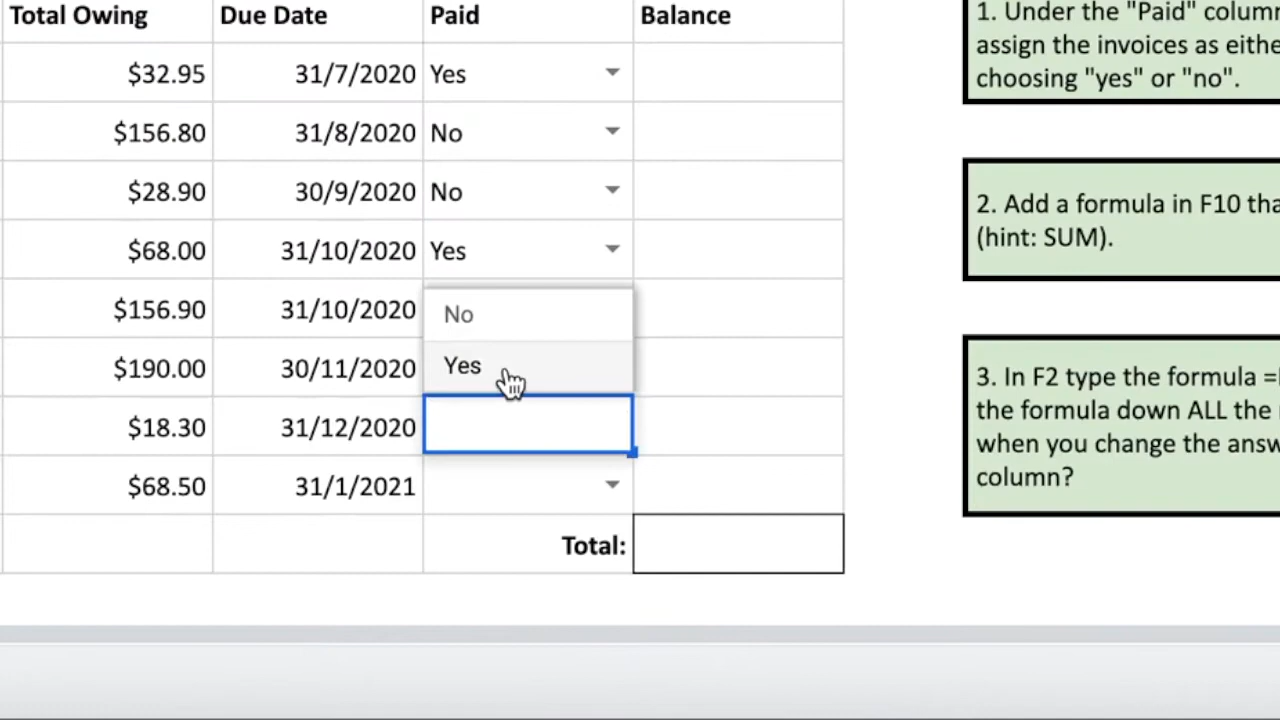 Total Owing Due Date Paid Balance
$32.95 31/7/2020 Yes
$156.80 31/8/2020 No
$28.90 30/9/2020 No
$68.00 31/10/2020 Yes
$156.90 31/10/2020 No
$190.00 30/11/2020 Yes
$18.30 31/12/2020
$68.50 31/1/2021
Total:
1. Under the "Paid" column
assign the invoices as eithe
choosing "yes" or "no".
2. Add a formula in F10 tha
(hint: SUM).
3. In F2 type the formula =
the formula down ALL the
when you change the answ
column?